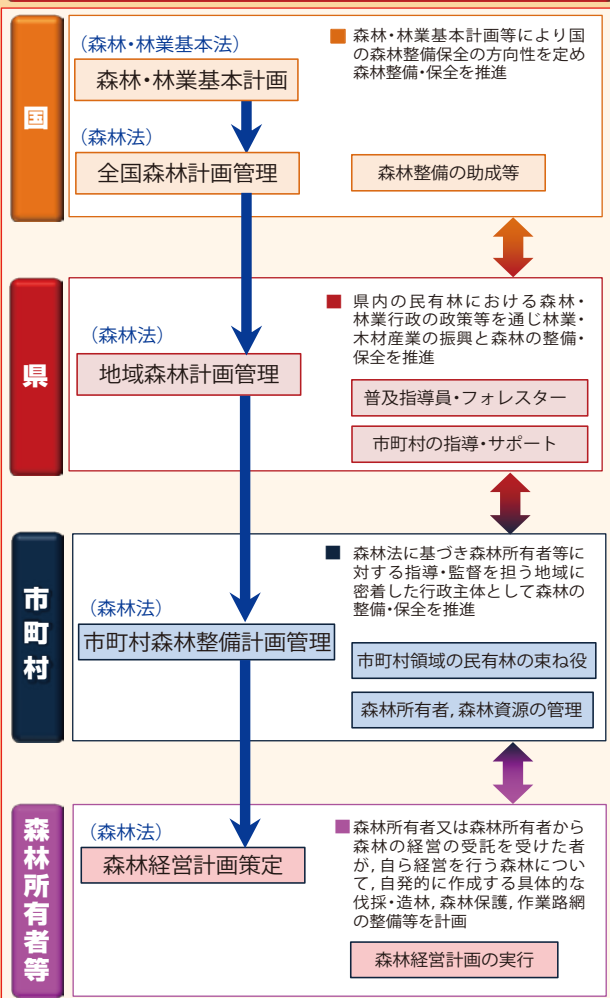 国
(森林・林業基本法)
森林・林業基本計画
(森林法)
全国森林計画管理
■ 森林・林業基本計画等により国
の森林整備保全の方向性を定め
森林整備・保全を推進
森林整備の助成等
県
(森林法)
地域森林計画管理
■ 県内の民有林における森林・
林業行政の政策等を通じ林業・
木材産業の振興と森林の整備・
保全を推進
普及指導員・フォレスター
市町村の指導・サポート
市町村
(森林法)
市町村森林整備計画管理
■ 森林法に基づき森林所有者等に
対する指導・監督を担う地域に
密着した行政主体として森林の
整備・保全を推進
市町村領域の民有林の束ね役
森林所有者,森林資源の管理
森林所有者等
(森林法)
森林経営計画策定
■森林所有者又は森林所有者から
森林の経営の受託を受けた者
が,自ら経営を行う森林につい
て,自発的に作成する具体的な
伐採・造林,森林保護,作業路網
の整備等を計画
森林経営計画の実行